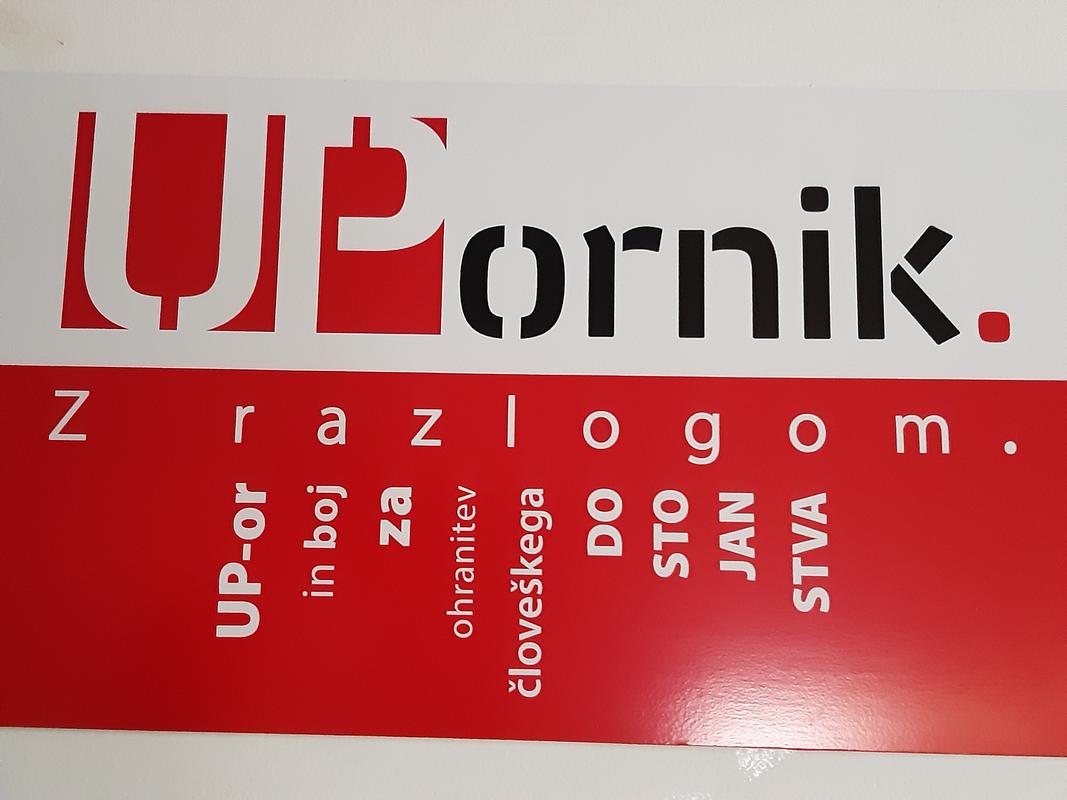 UPornik.
Z razlogom.
UP-or
in boj
za
ohranitev
človeškega
DO
STO
JAN
STVA